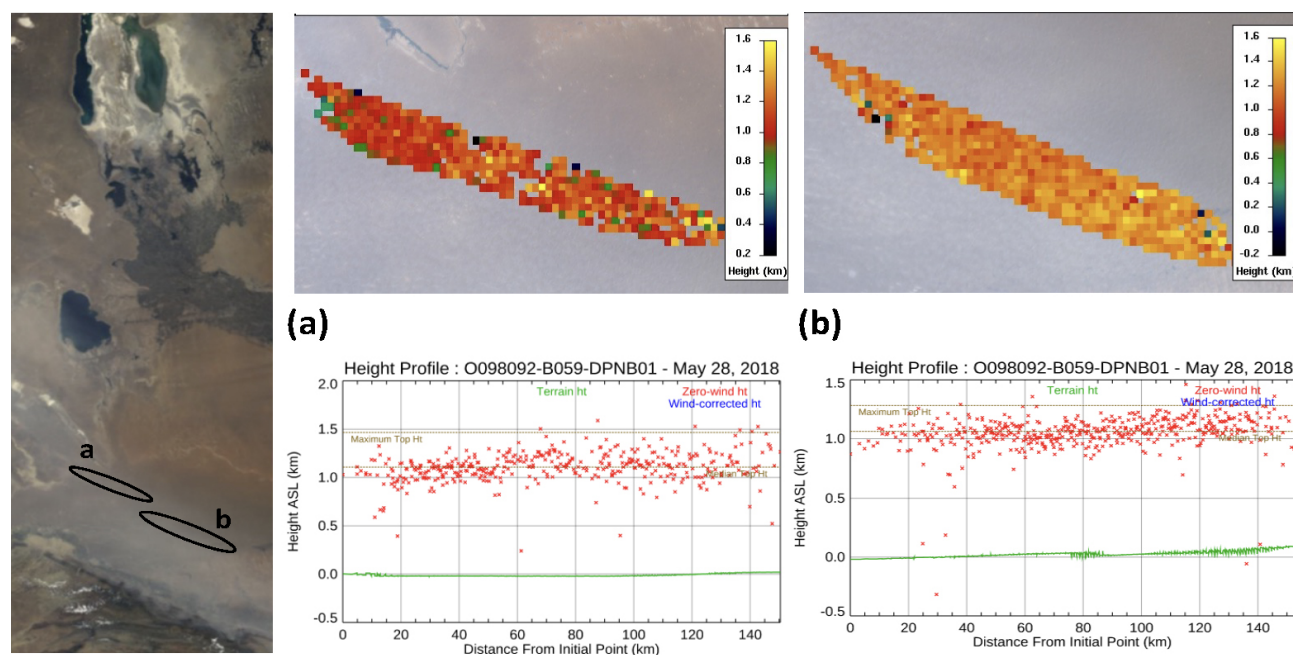 a
b
1.6
1.4
1.2
1.0
0.8
0.6
0.4
0.2
Height (km)
1.6
1.4
1.2
1.0
0.8
0.6
0.4
0.2
0.0
-0.2
Height (km)
(a)
(b)
Height Profile : O098092-B059-DPNB01 - May 28, 2018
2.0
1.5
1.0
0.5
0.0
-0.5
Height ASL (km)
Terrain ht
Zero-wind ht
Wind-corrected ht
Maximum Top Ht
Median Top Ht
0 20 40 60 80 100 120 140
Distance From Initial Point (km)
Height Profile : O098092-B059-DPNB01 - May 28, 2018
1.5
1.0
0.5
0.0
-0.5
Height ASL (km)
Terrain ht
Zero-wind ht
Wind-corrected ht
Maximum Top Ht
Median Top Ht
0 20 40 60 80 100 120 140
Distance From Initial Point (km)